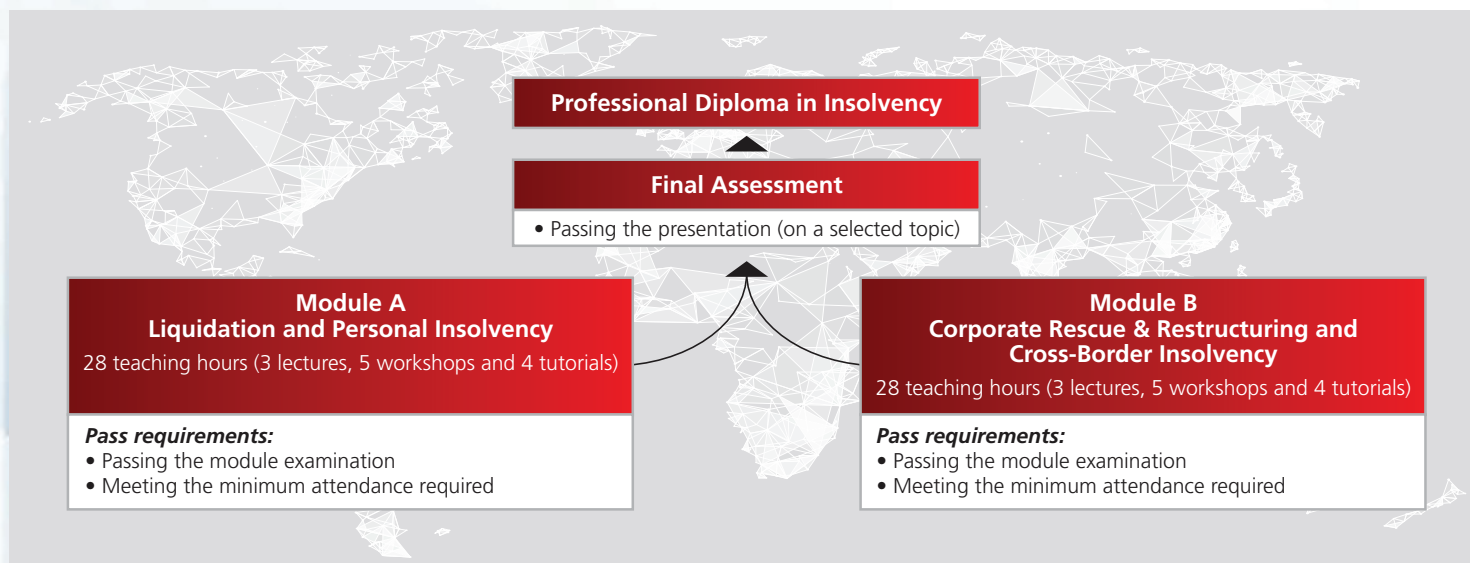 Professional Diploma in Insolvency
Final Assessment
• Passing the presentation (on a selected topic)
Module A
Liquidation and Personal Insolvency
28 teaching hours (3 lectures, 5 workshops and 4 tutorials)
Pass requirements:
• Passing the module examination
• Meeting the minimum attendance required
Module B
Corporate Rescue & Restructuring and
Cross-Border Insolvency
28 teaching hours (3 lectures, 5 workshops and 4 tutorials)
Pass requirements:
• Passing the module examination
• Meeting the minimum attendance required